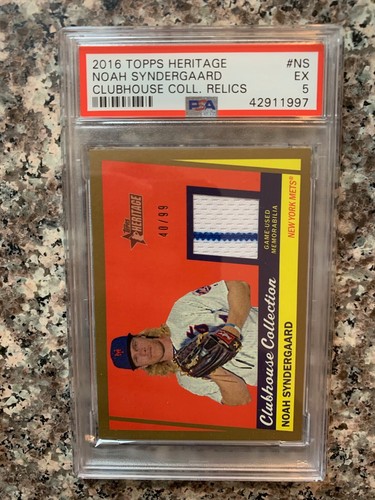 2016 TOPPS HERITAGE #NS
NOAH SYNDERGAARD EX
CLUBHOUSE COLL. RELICS 5
PSA 42911997
Topps
HERITAGE
40/99
GAME-USED
MEMORABILIA
NEW YORK METS®
Clubhouse Collection
NOAH SYNDERGAARD